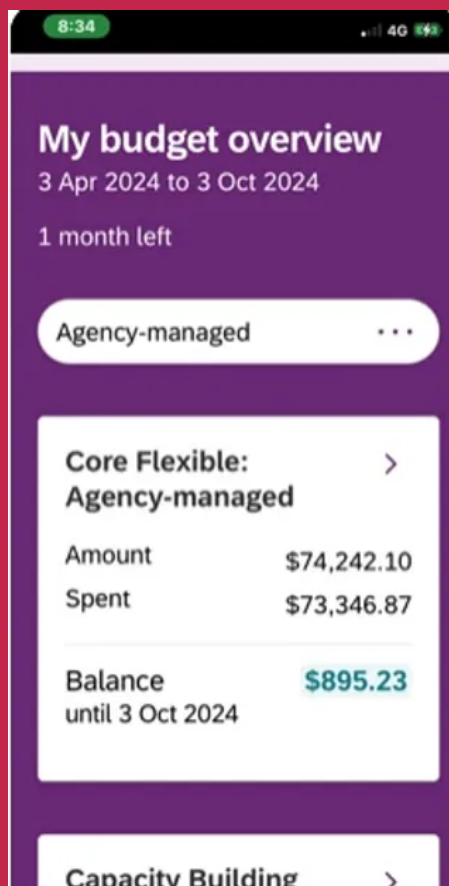 8:34
4G
My budget overview
3 Apr 2024 to 3 Oct 2024
1 month left
Agency-managed
Core Flexible:
Agency-managed
Amount $74,242.10
Spent $73,346.87
Balance $895.23
until 3 Oct 2024
Capacity Building